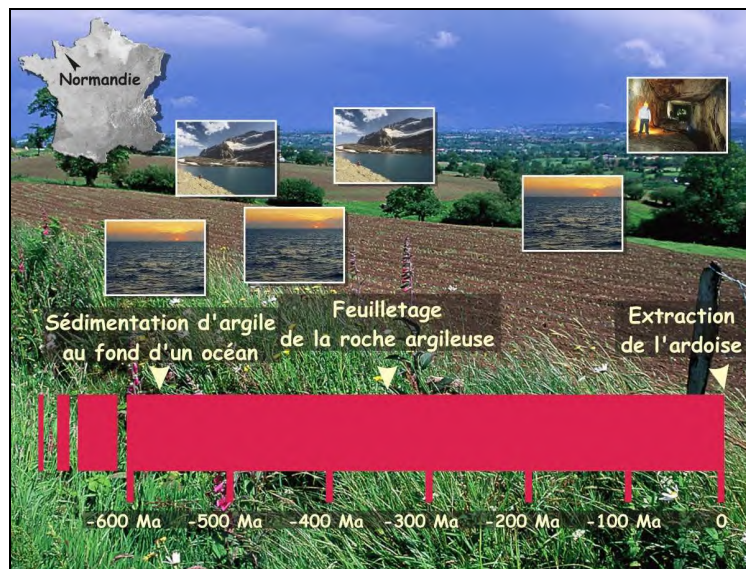 Normandie
Sédimentation d'argile
au fond d'un océan
Feuilletage
de la roche argileuse
Extraction
de l'ardoise
-600 Ma -500 Ma -400 Ma -300 Ma -200 Ma -100 Ma 0